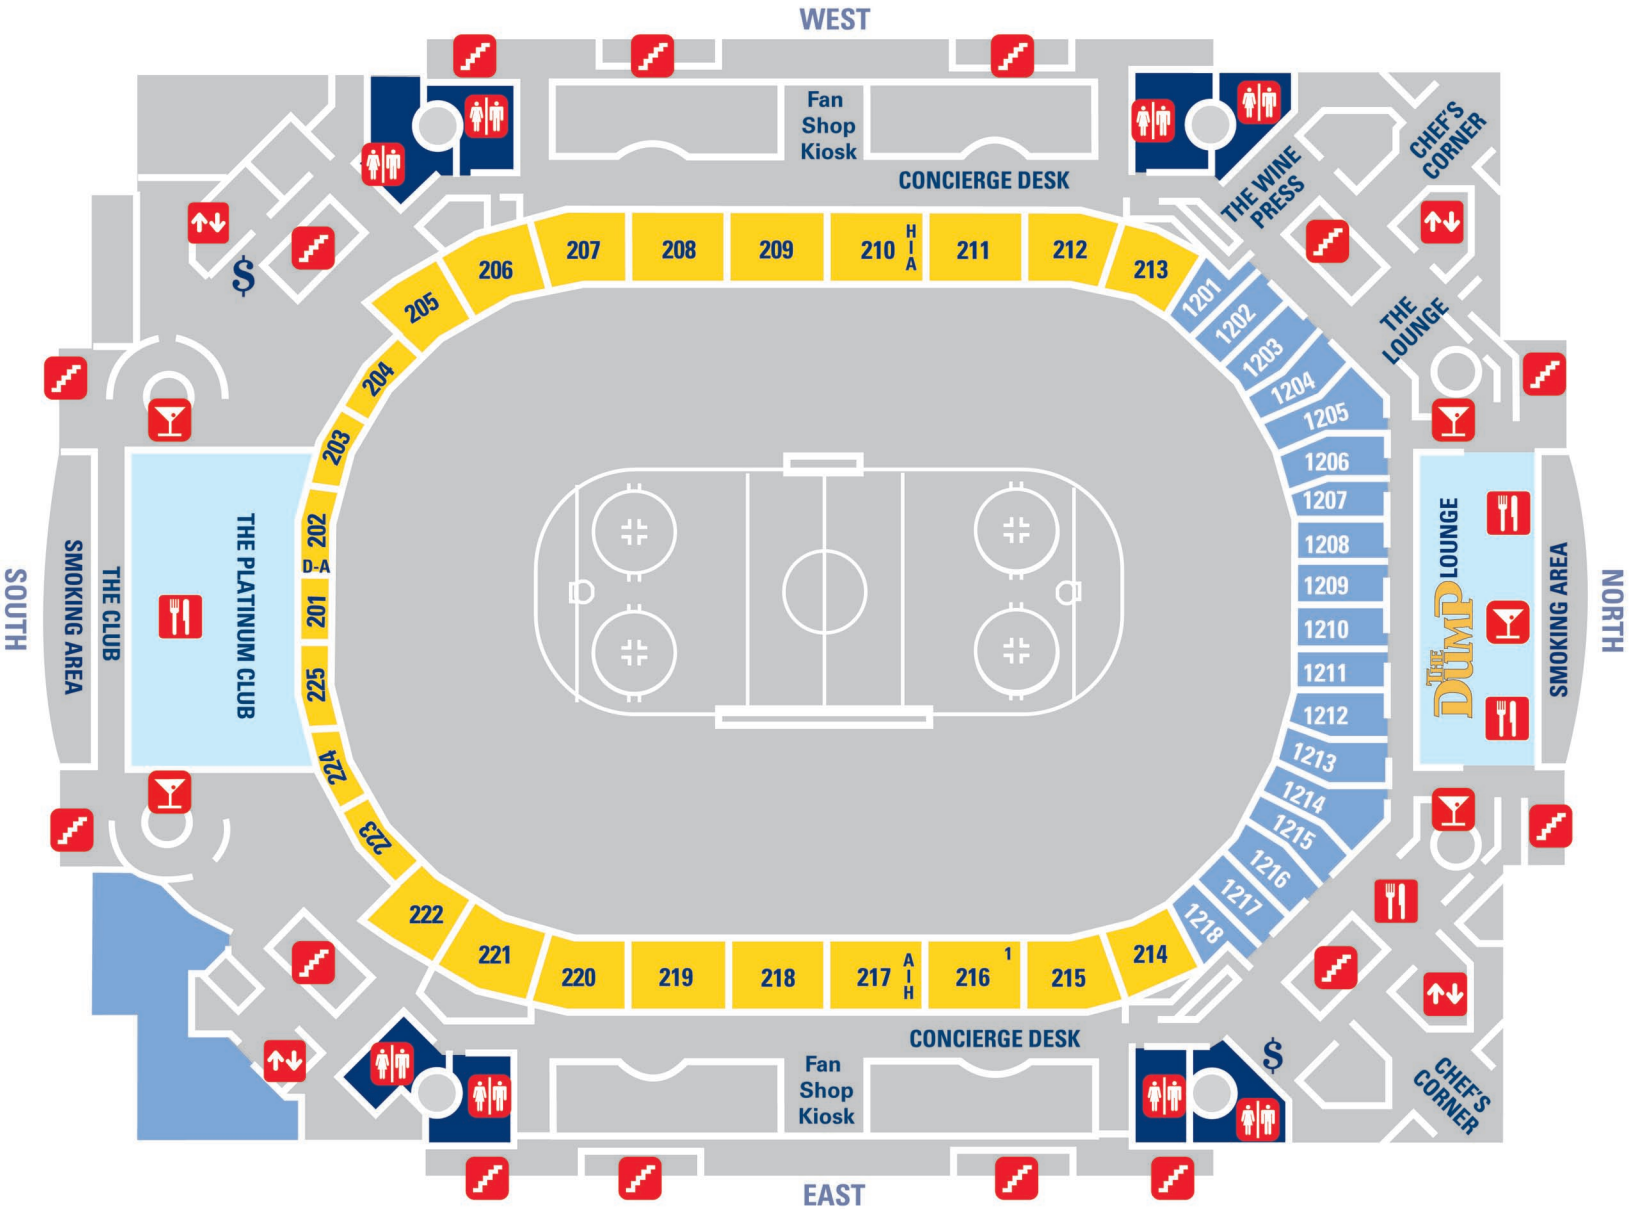 WEST
Fan
Shop
Kiosk
CONCIERGE DESK
CHEF'S
CORNER
THE WINE
PRESS
THE
LOUNGE
$
205
206
207
208
209
210
H
I
A
211
212
213
1201
1202
1203
1204
1205
1206
1207
1208
1209
1210
1211
1212
1213
1214
1215
1216
1217
1218
204
203
202
D-A
201
225
224
223
222
221
220
219
218
217
A
I
H
216
1
215
214
SOUTH
SMOKING AREA
THE CLUB
THE PLATINUM CLUB
THE
DUMP
LOUNGE
SMOKING AREA
NORTH
CONCIERGE DESK
Fan
Shop
Kiosk
$
CHEF'S
CORNER
EAST